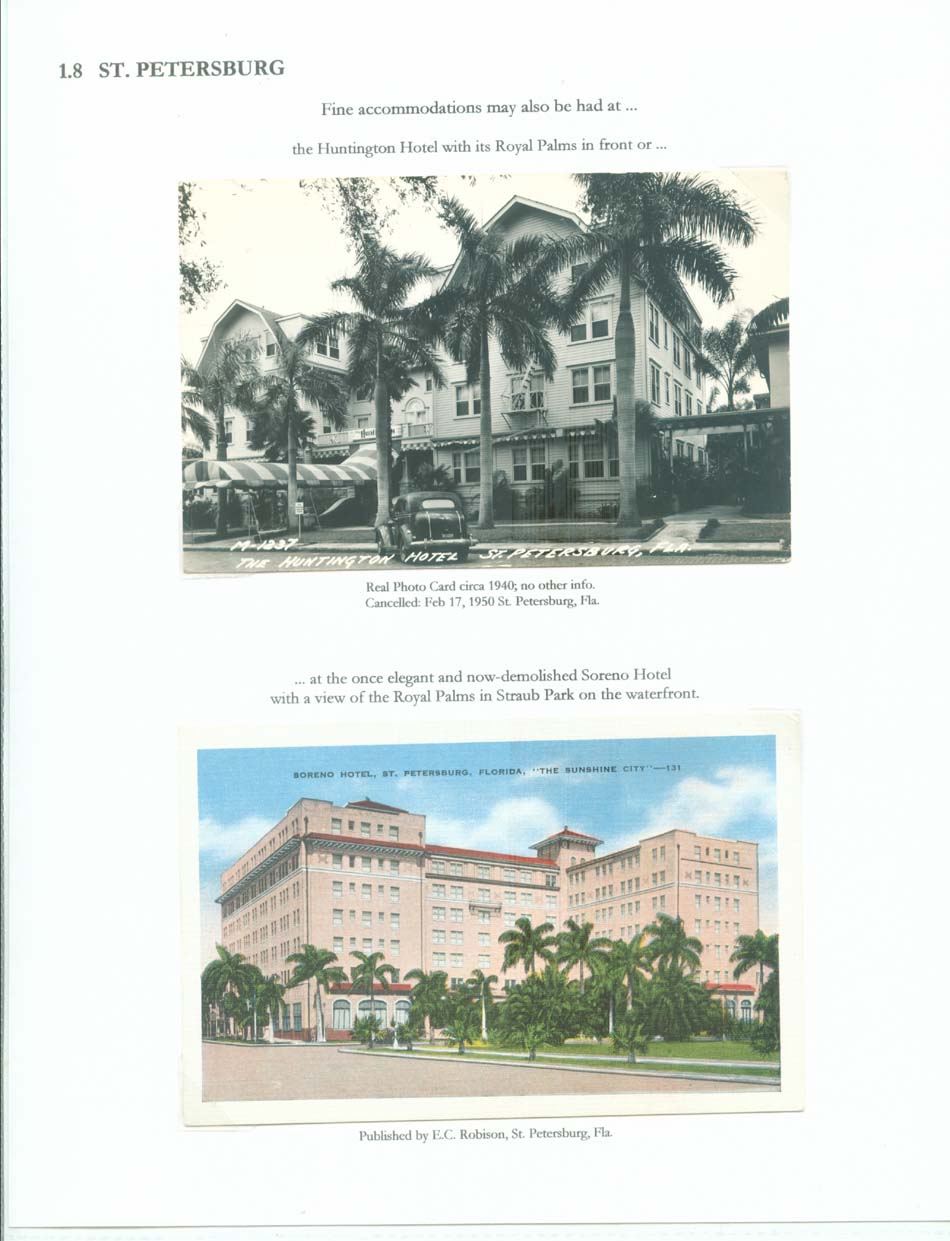 1.8 ST. PETERSBURG
Fine accommodations may also be had at ...
the Huntington Hotel with its Royal Palms in front or ...
M-1237
THE HUNTINGTON HOTEL ST. PETERSBURG, FLA.
Real Photo Card circa 1940; no other info.
Cancelled: Feb 17, 1950 St. Petersburg, Fla.
... at the once elegant and now-demolished Soreno Hotel
with a view of the Royal Palms in Straub Park on the waterfront.
SORENO HOTEL, ST. PETERSBURG, FLORIDA, "THE SUNSHINE CITY"—131
Published by E.C. Robison, St. Petersburg, Fla.